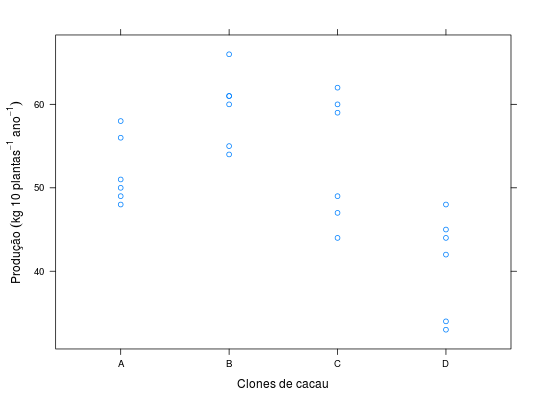 60
50
40
Produção (kg 10 plantas⁻¹ ano⁻¹)
A B C D
Clones de cacau